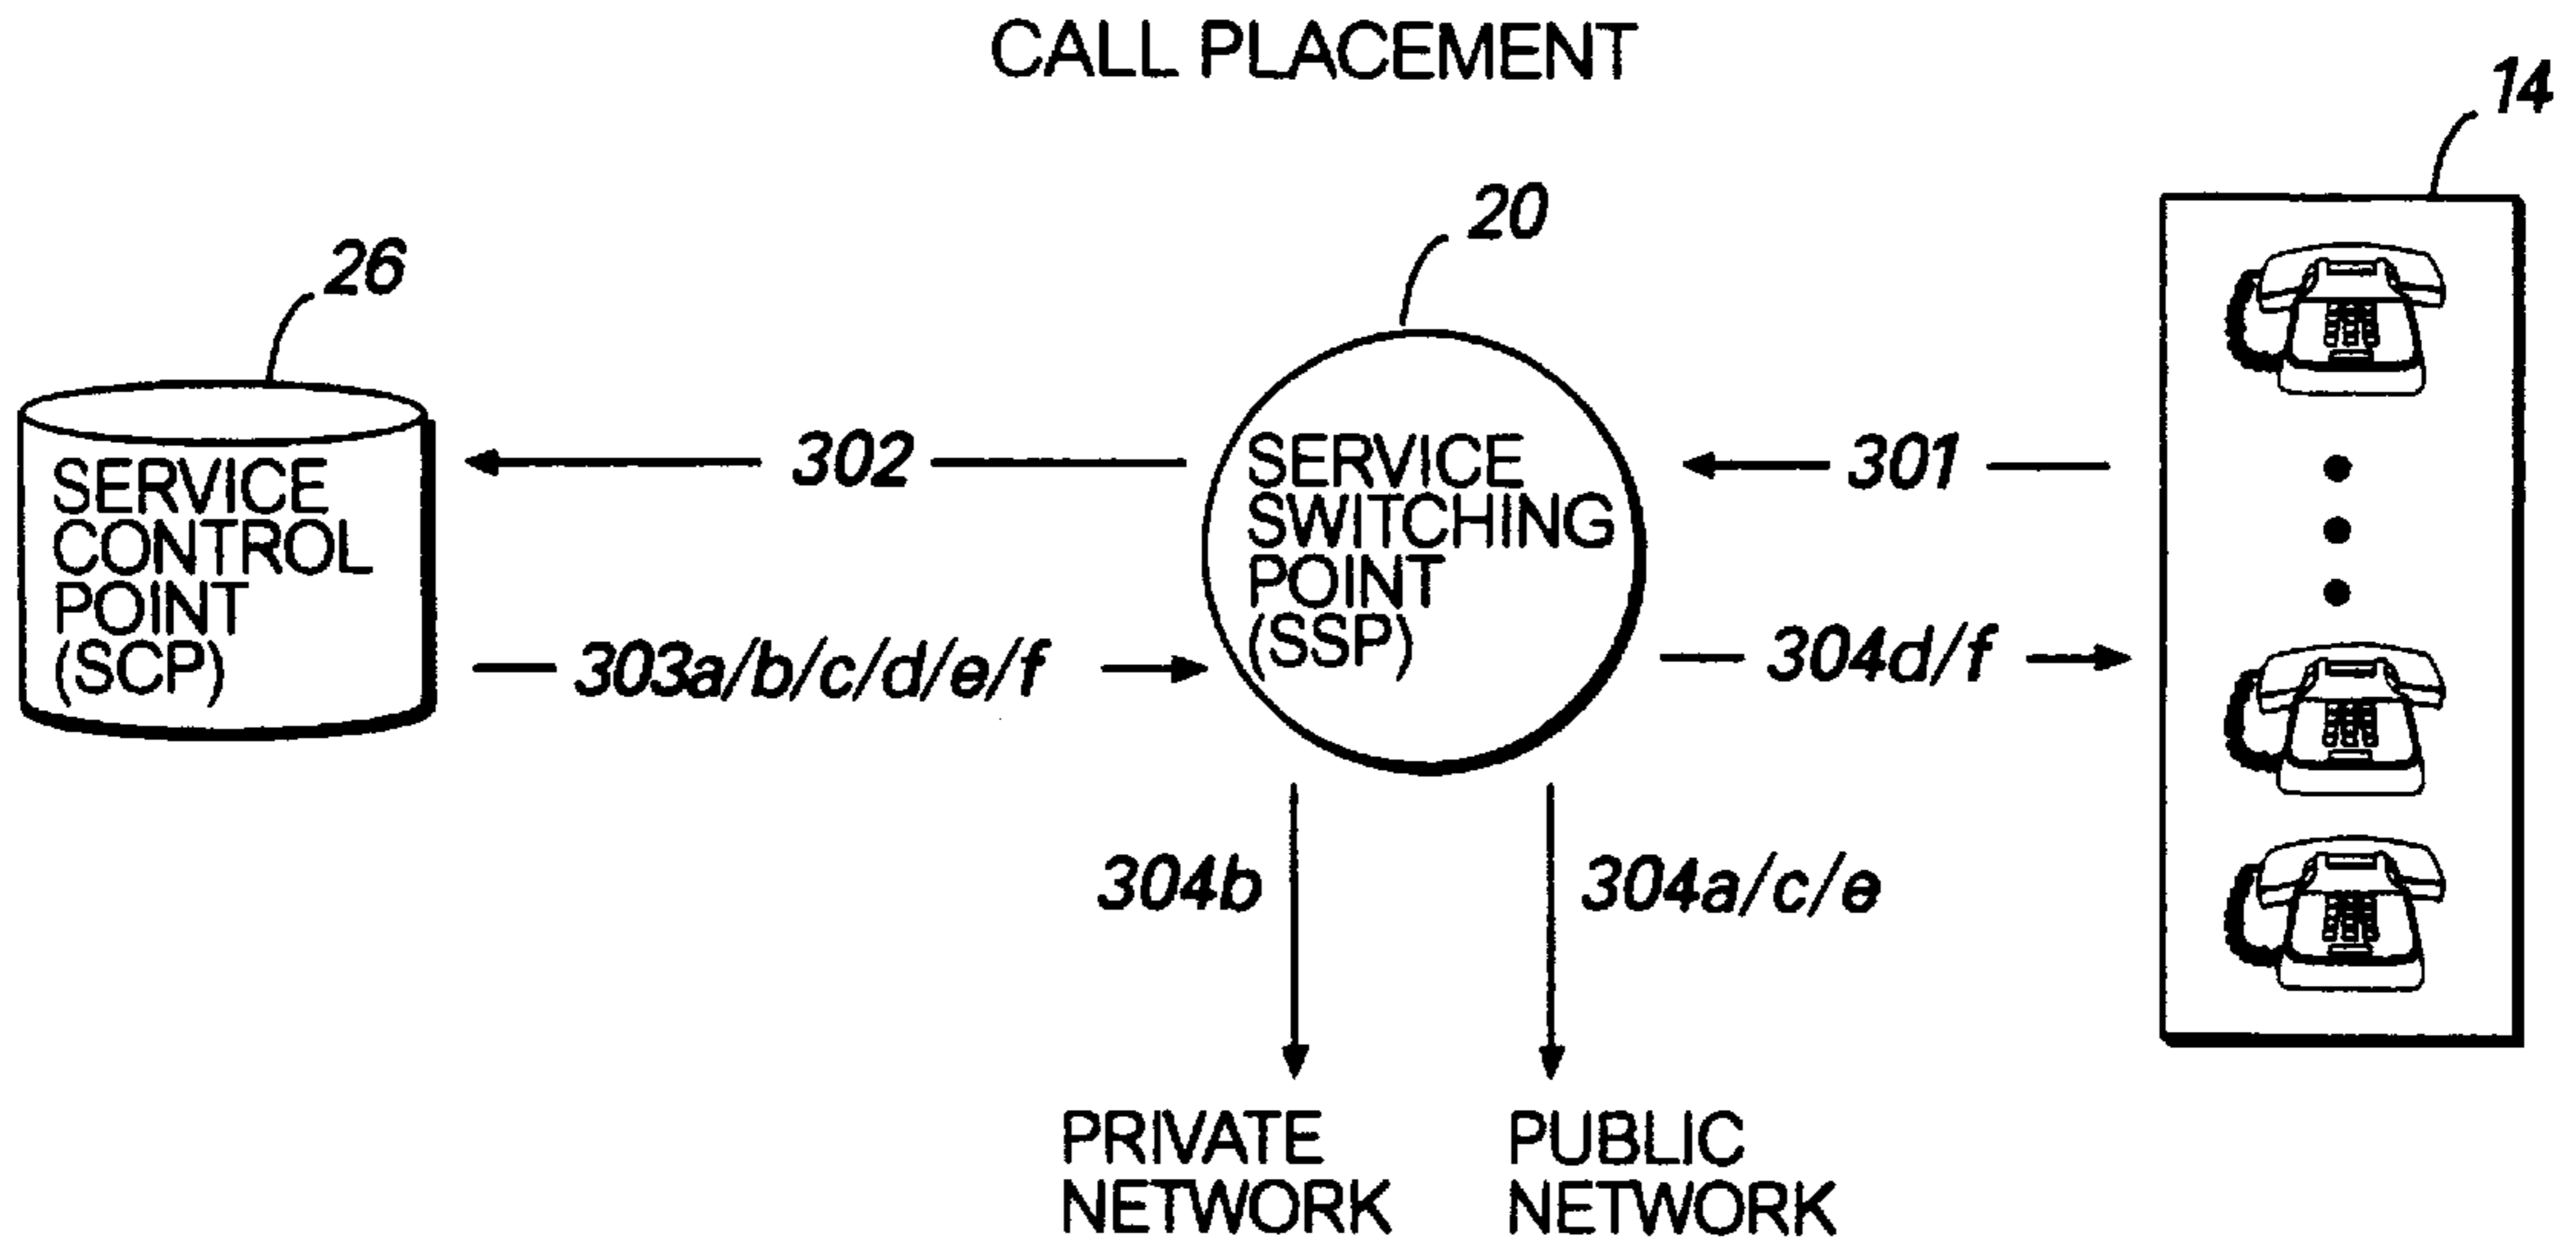 CALL PLACEMENT
14
20
26
SERVICE
CONTROL
POINT
(SCP)
302
303a/b/c/d/e/f
SERVICE
SWITCHING
POINT
(SSP)
301
304d/f
304b
304a/c/e
PRIVATE
NETWORK
PUBLIC
NETWORK